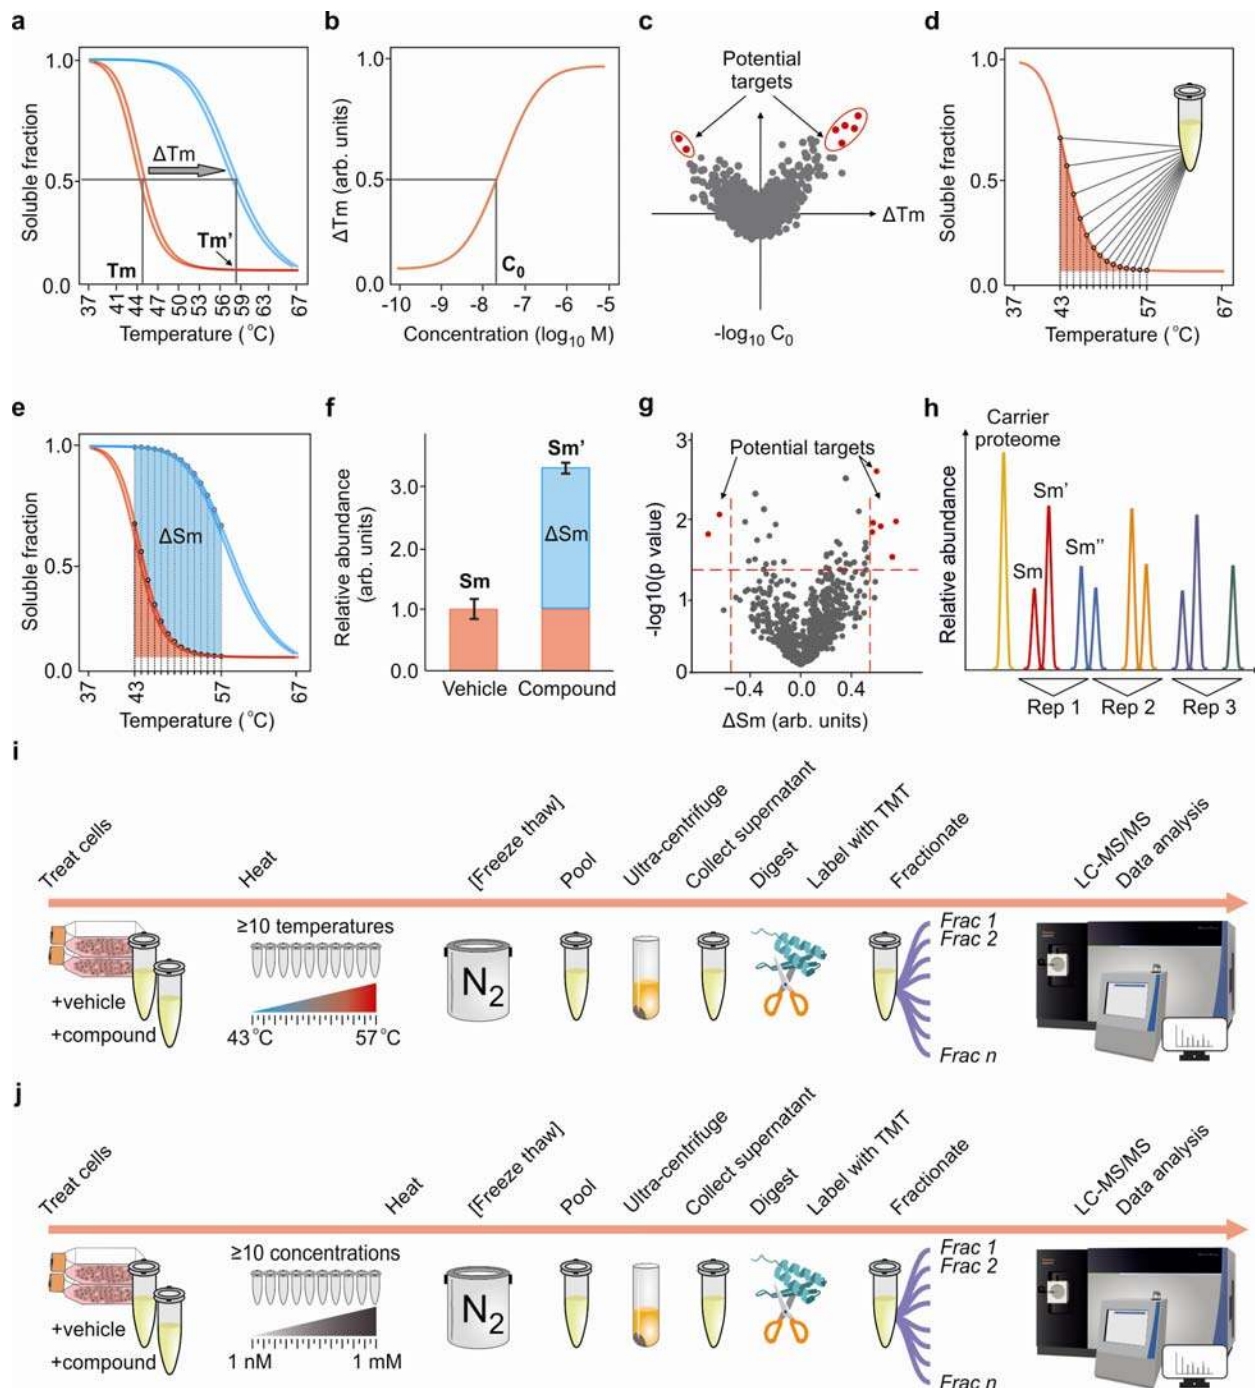 a
1.0
0.5
0.0
Soluble fraction
ΔTm
Tm
Tm’
37
41
44
47
50
53
56
59
63
67
Temperature (°C)
b
1.0
0.5
0.0
ΔTm (arb. units)
C0
-10
-9
-8
-7
-6
-5
Concentration (log10 M)
c
Potential
targets
ΔTm
-log10 C0
d
1.0
0.5
0.0
Soluble fraction
37
43
57
67
Temperature (°C)
e
1.0
0.5
0.0
Soluble fraction
ΔSm
37
43
57
67
Temperature (°C)
f
3.0
2.0
1.0
0.0
Relative abundance
(arb. units)
Sm
Sm’
ΔSm
Vehicle
Compound
g
3
2
1
0
-log10(p value)
Potential targets
−0.4
0.0
0.4
ΔSm (arb. units)
h
Carrier
proteome
Sm’
Sm’’
Sm
Relative abundance
Rep 1
Rep 2
Rep 3
i
Treat cells
Heat
[Freeze thaw]
Pool
Ultra-centrifuge
Collect supernatant
Digest
Label with TMT
Fractionate
LC-MS/MS
Data analysis
≥10 temperatures
+vehicle
+compound
43°C
57°C
N2
Frac 1
Frac 2
Frac n
j
Treat cells
Heat
[Freeze thaw]
Pool
Ultra-centrifuge
Collect supernatant
Digest
Label with TMT
Fractionate
LC-MS/MS
Data analysis
≥10 concentrations
+vehicle
+compound
1 nM
1 mM
N2
Frac 1
Frac 2
Frac n